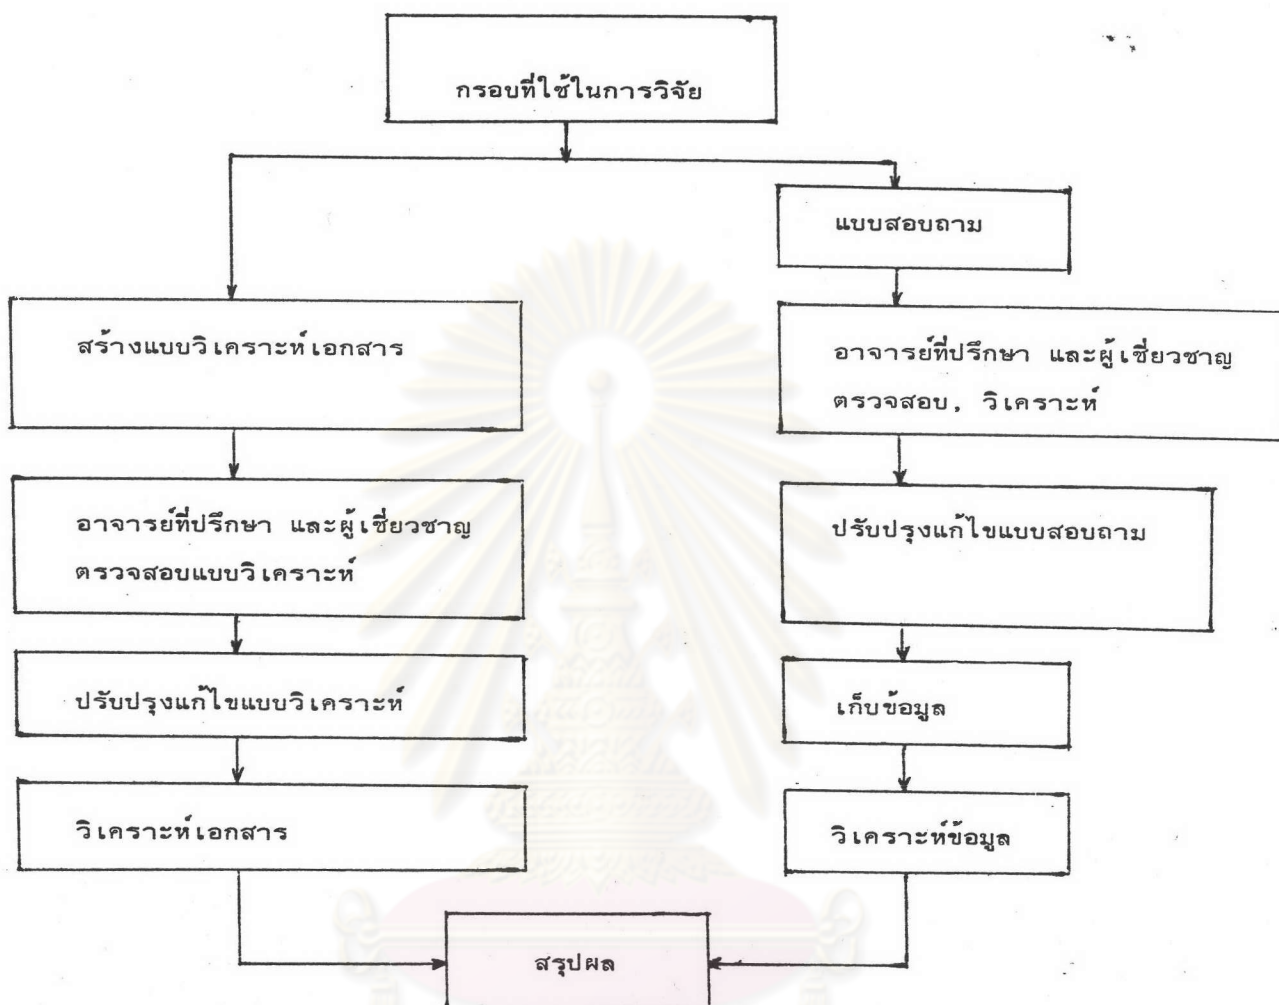 กรอบที่ใช้ในการวิจัย
แบบสอบถาม
สร้างแบบวิเคราะห์เอกสาร
อาจารย์ที่ปรึกษา และผู้เชี่ยวชาญ
ตรวจสอบ, วิเคราะห์
อาจารย์ที่ปรึกษา และผู้เชี่ยวชาญ
ตรวจสอบแบบวิเคราะห์
ปรับปรุงแก้ไขแบบสอบถาม
ปรับปรุงแก้ไขแบบวิเคราะห์
เก็บข้อมูล
วิเคราะห์เอกสาร
วิเคราะห์ข้อมูล
สรุปผล